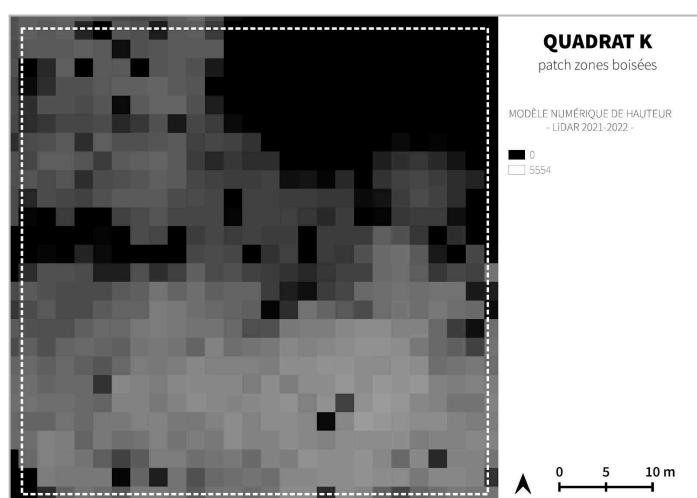 QUADRAT K
patch zones boisées
MODÈLE NUMÉRIQUE DE HAUTEUR
- LiDAR 2021-2022 -
0
5554
0 5 10 m